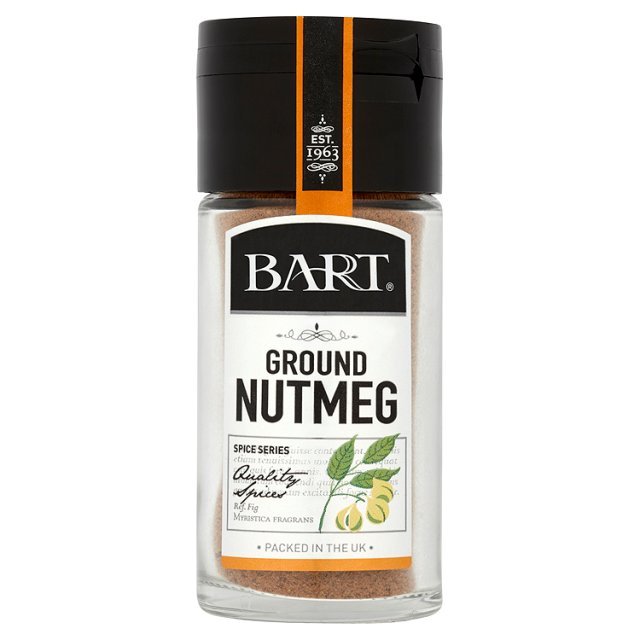 EST.
1963
BART®
GROUND
NUTMEG
SPICE SERIES
Quality
Spices
Ref. Fig
MYRISTICA FRAGRANS
• PACKED IN THE UK •